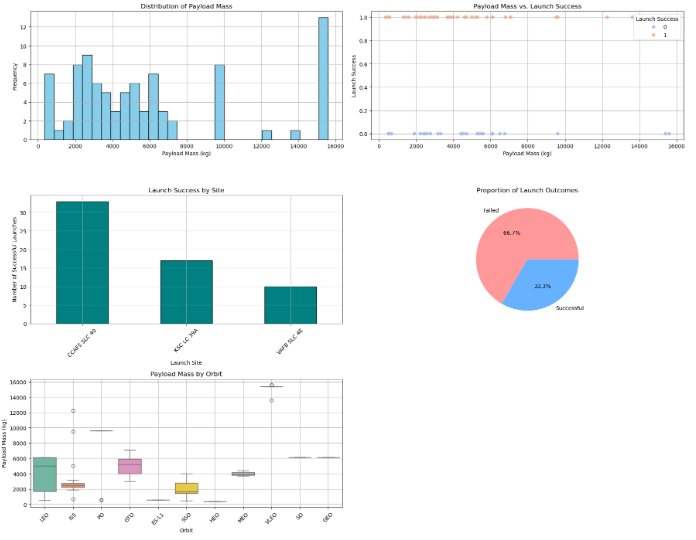 Distribution of Payload Mass
Frequency
12
10
8
6
4
2
0
0 2000 4000 6000 8000 10000 12000 14000 16000
Payload Mass (kg)
Payload Mass vs. Launch Success
Launch Success
0
1
Launch Success
1.0
0.8
0.6
0.4
0.2
0.0
0 2000 4000 6000 8000 10000 12000 14000 16000
Payload Mass (kg)
Launch Success by Site
Number of Successful Launches
30
25
20
15
10
5
0
CCAFS SLC 40
KSC LC 39A
VAFB SLC 4E
Launch Site
Proportion of Launch Outcomes
Failed
66.7%
Successful
Payload Mass by Orbit
Payload Mass (kg)
16000
14000
12000
10000
8000
6000
4000
2000
0
LEO
ISS
PO
GTO
ES-L1
SSO
HEO
MEO
VLEO
SO
GEO
Orbit